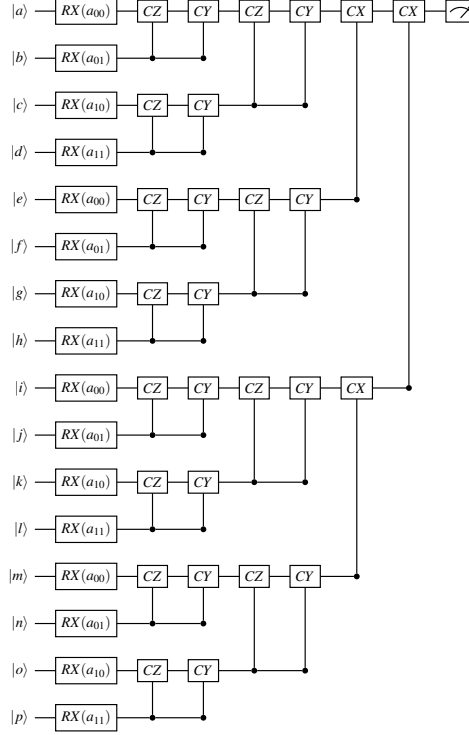 |a⟩ RX(a₀₀) CZ CY CZ CY CX CX
|b⟩ RX(a₀₁)
|c⟩ RX(a₁₀) CZ CY
|d⟩ RX(a₁₁)
|e⟩ RX(a₀₀) CZ CY CZ CY
|f⟩ RX(a₀₁)
|g⟩ RX(a₁₀) CZ CY
|h⟩ RX(a₁₁)
|i⟩ RX(a₀₀) CZ CY CZ CY CX
|j⟩ RX(a₀₁)
|k⟩ RX(a₁₀) CZ CY
|l⟩ RX(a₁₁)
|m⟩ RX(a₀₀) CZ CY CZ CY
|n⟩ RX(a₀₁)
|o⟩ RX(a₁₀) CZ CY
|p⟩ RX(a₁₁)